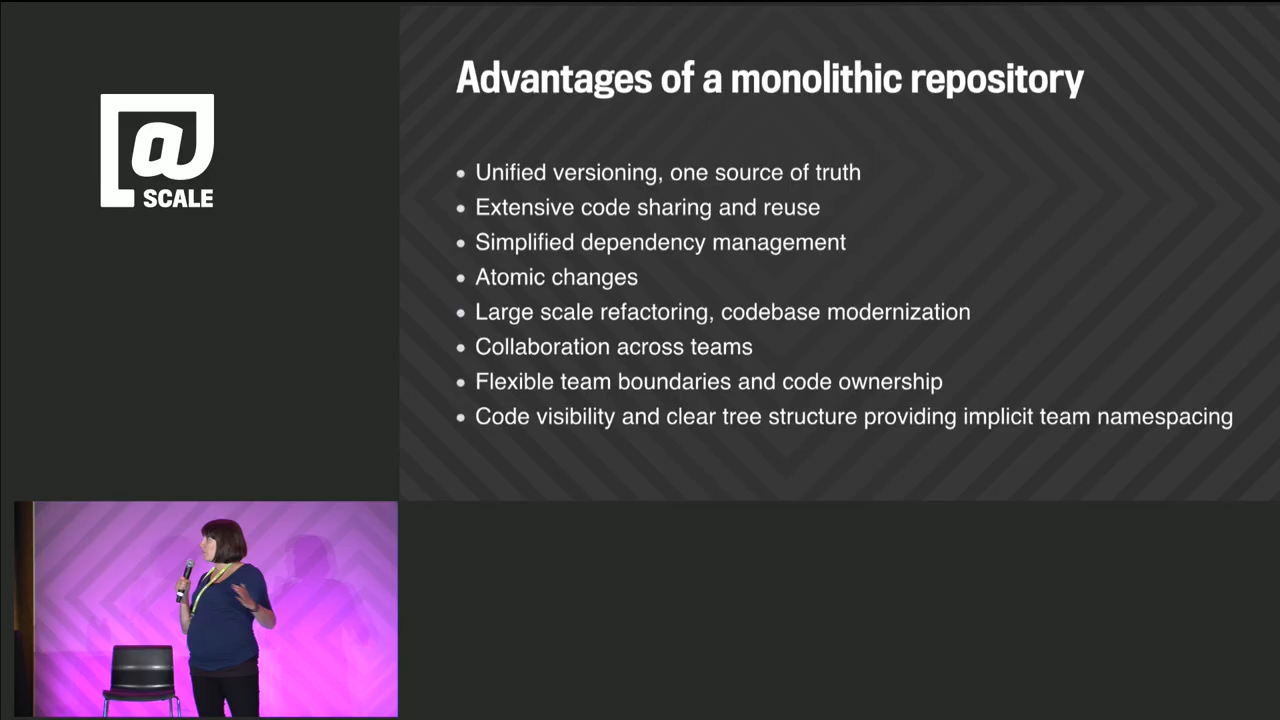 @
SCALE
Advantages of a monolithic repository
• Unified versioning, one source of truth
• Extensive code sharing and reuse
• Simplified dependency management
• Atomic changes
• Large scale refactoring, codebase modernization
• Collaboration across teams
• Flexible team boundaries and code ownership
• Code visibility and clear tree structure providing implicit team namespacing